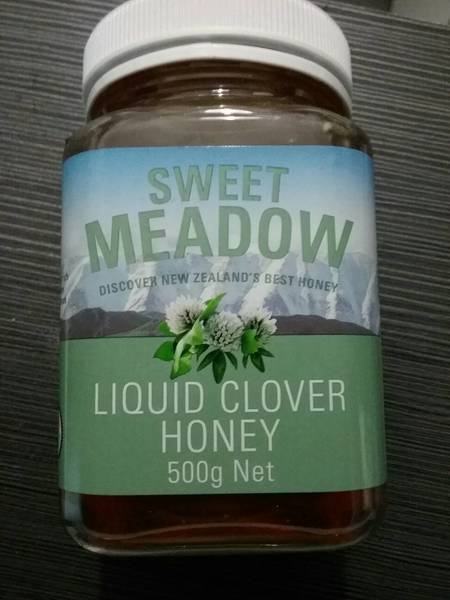 SWEET
MEADOW
DISCOVER NEW ZEALAND'S BEST HONEY
LIQUID CLOVER
HONEY
500g Net